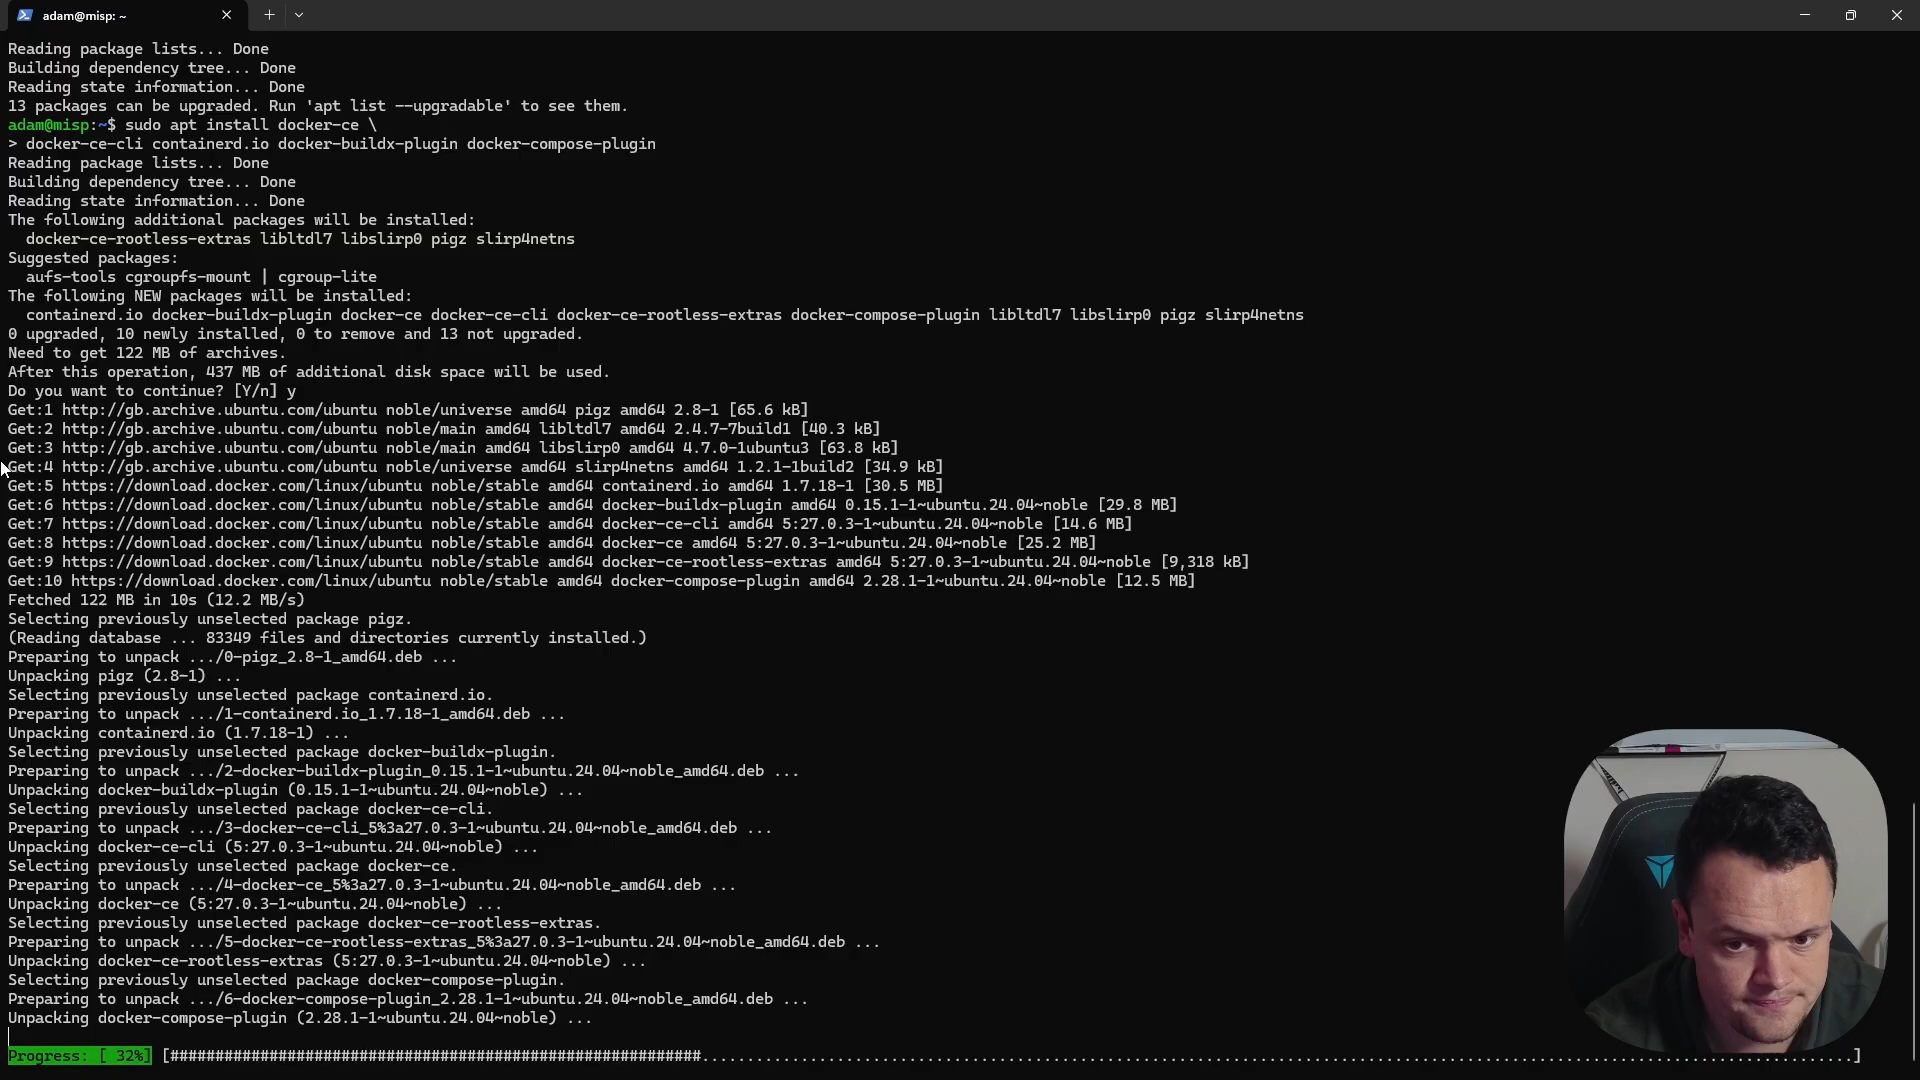 adam@misp: ~
Reading package lists... Done
Building dependency tree... Done
Reading state information... Done
13 packages can be upgraded. Run 'apt list --upgradable' to see them.
adam@misp:~$ sudo apt install docker-ce \
> docker-ce-cli containerd.io docker-buildx-plugin docker-compose-plugin
Reading package lists... Done
Building dependency tree... Done
Reading state information... Done
The following additional packages will be installed:
  docker-ce-rootless-extras libltdl7 libslirp0 pigz slirp4netns
Suggested packages:
  aufs-tools cgroupfs-mount | cgroup-lite
The following NEW packages will be installed:
  containerd.io docker-buildx-plugin docker-ce docker-ce-cli docker-ce-rootless-extras docker-compose-plugin libltdl7 libslirp0 pigz slirp4netns
0 upgraded, 10 newly installed, 0 to remove and 13 not upgraded.
Need to get 122 MB of archives.
After this operation, 437 MB of additional disk space will be used.
Do you want to continue? [Y/n] y
Get:1 http://gb.archive.ubuntu.com/ubuntu noble/universe amd64 pigz amd64 2.8-1 [65.6 kB]
Get:2 http://gb.archive.ubuntu.com/ubuntu noble/main amd64 libltdl7 amd64 2.4.7-7build1 [40.3 kB]
Get:3 http://gb.archive.ubuntu.com/ubuntu noble/main amd64 libslirp0 amd64 4.7.0-1ubuntu3 [63.8 kB]
Get:4 http://gb.archive.ubuntu.com/ubuntu noble/universe amd64 slirp4netns amd64 1.2.1-1build2 [34.9 kB]
Get:5 https://download.docker.com/linux/ubuntu noble/stable amd64 containerd.io amd64 1.7.18-1 [30.5 MB]
Get:6 https://download.docker.com/linux/ubuntu noble/stable amd64 docker-buildx-plugin amd64 0.15.1-1~ubuntu.24.04~noble [29.8 MB]
Get:7 https://download.docker.com/linux/ubuntu noble/stable amd64 docker-ce-cli amd64 5:27.0.3-1~ubuntu.24.04~noble [14.6 MB]
Get:8 https://download.docker.com/linux/ubuntu noble/stable amd64 docker-ce amd64 5:27.0.3-1~ubuntu.24.04~noble [25.2 MB]
Get:9 https://download.docker.com/linux/ubuntu noble/stable amd64 docker-ce-rootless-extras amd64 5:27.0.3-1~ubuntu.24.04~noble [9,318 kB]
Get:10 https://download.docker.com/linux/ubuntu noble/stable amd64 docker-compose-plugin amd64 2.28.1-1~ubuntu.24.04~noble [12.5 MB]
Fetched 122 MB in 10s (12.2 MB/s)
Selecting previously unselected package pigz.
(Reading database ... 83349 files and directories currently installed.)
Preparing to unpack .../0-pigz_2.8-1_amd64.deb ...
Unpacking pigz (2.8-1) ...
Selecting previously unselected package containerd.io.
Preparing to unpack .../1-containerd.io_1.7.18-1_amd64.deb ...
Unpacking containerd.io (1.7.18-1) ...
Selecting previously unselected package docker-buildx-plugin.
Preparing to unpack .../2-docker-buildx-plugin_0.15.1-1~ubuntu.24.04~noble_amd64.deb ...
Unpacking docker-buildx-plugin (0.15.1-1~ubuntu.24.04~noble) ...
Selecting previously unselected package docker-ce-cli.
Preparing to unpack .../3-docker-ce-cli_5%3a27.0.3-1~ubuntu.24.04~noble_amd64.deb ...
Unpacking docker-ce-cli (5:27.0.3-1~ubuntu.24.04~noble) ...
Selecting previously unselected package docker-ce.
Preparing to unpack .../4-docker-ce_5%3a27.0.3-1~ubuntu.24.04~noble_amd64.deb ...
Unpacking docker-ce (5:27.0.3-1~ubuntu.24.04~noble) ...
Selecting previously unselected package docker-ce-rootless-extras.
Preparing to unpack .../5-docker-ce-rootless-extras_5%3a27.0.3-1~ubuntu.24.04~noble_amd64.deb ...
Unpacking docker-ce-rootless-extras (5:27.0.3-1~ubuntu.24.04~noble) ...
Selecting previously unselected package docker-compose-plugin.
Preparing to unpack .../6-docker-compose-plugin_2.28.1-1~ubuntu.24.04~noble_amd64.deb ...
Unpacking docker-compose-plugin (2.28.1-1~ubuntu.24.04~noble) ...
Progress: [ 32%] [###########################################################................................................................................................................................]